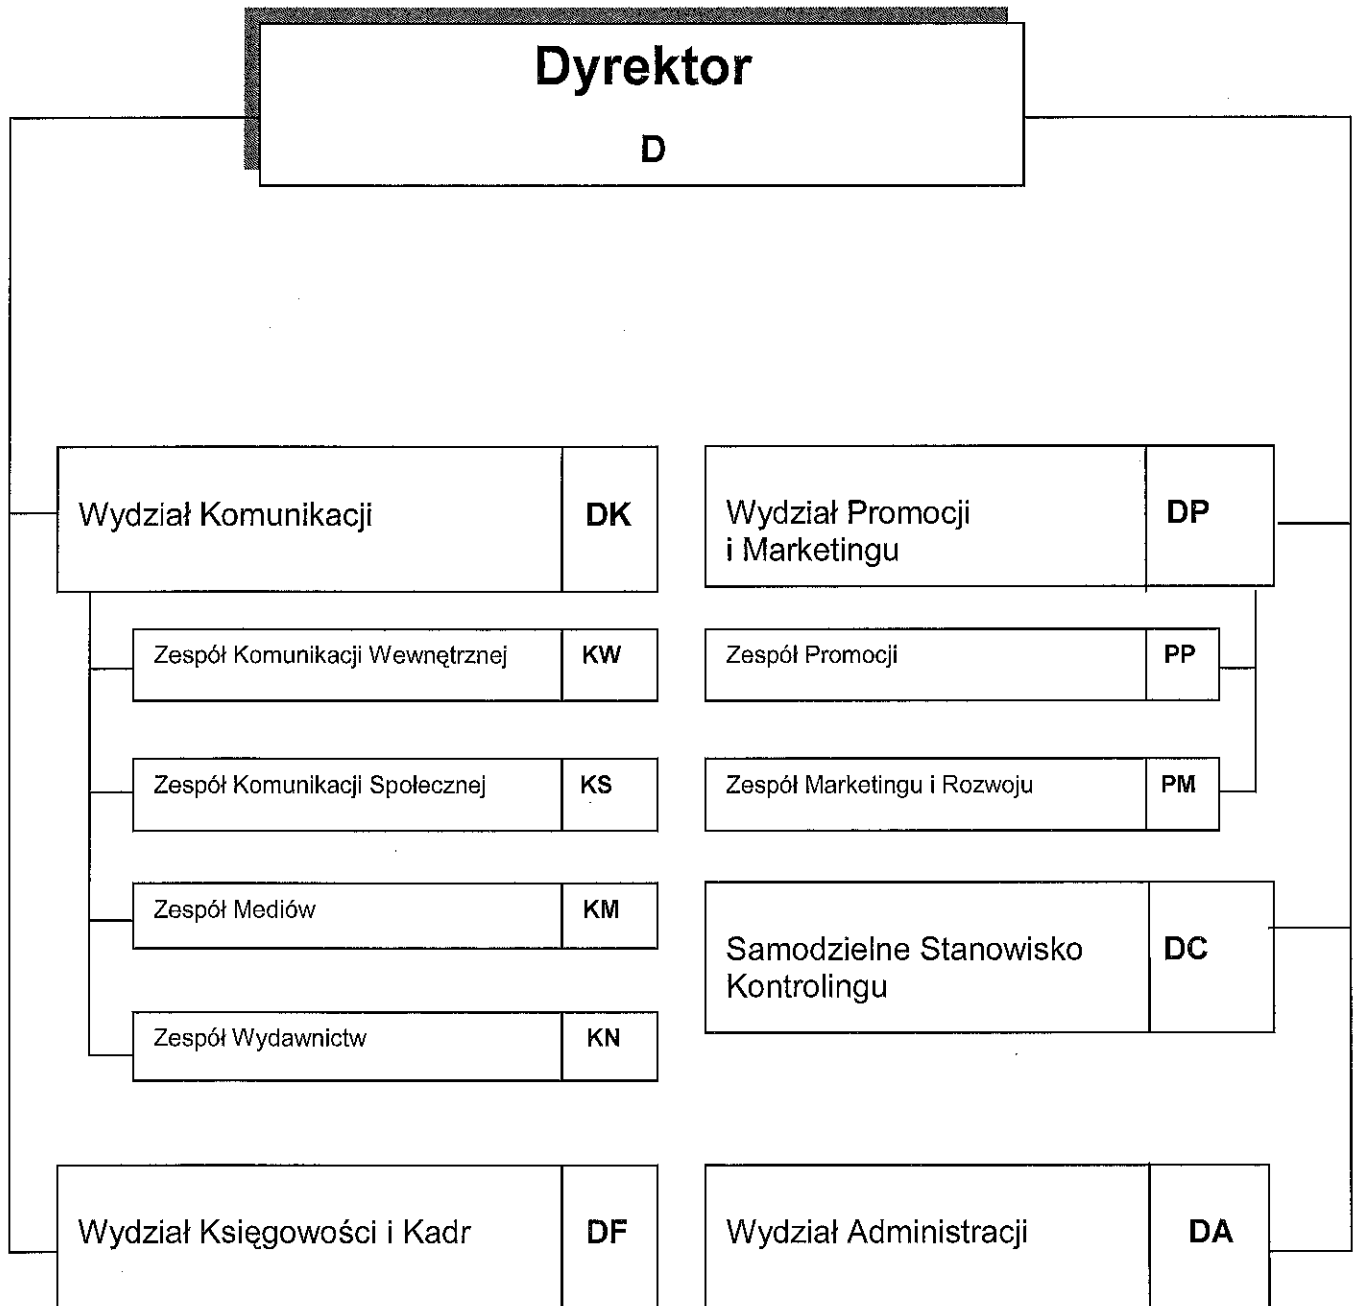 Dyrektor
D
Wydział Komunikacji DK
Zespół Komunikacji Wewnętrznej KW
Zespół Komunikacji Społecznej KS
Zespół Mediów KM
Zespół Wydawnictw KN
Wydział Księgowości i Kadr DF
Wydział Promocji DP
i Marketingu
Zespół Promocji PP
Zespół Marketingu i Rozwoju PM
Samodzielne Stanowisko DC
Kontrolingu
Wydział Administracji DA